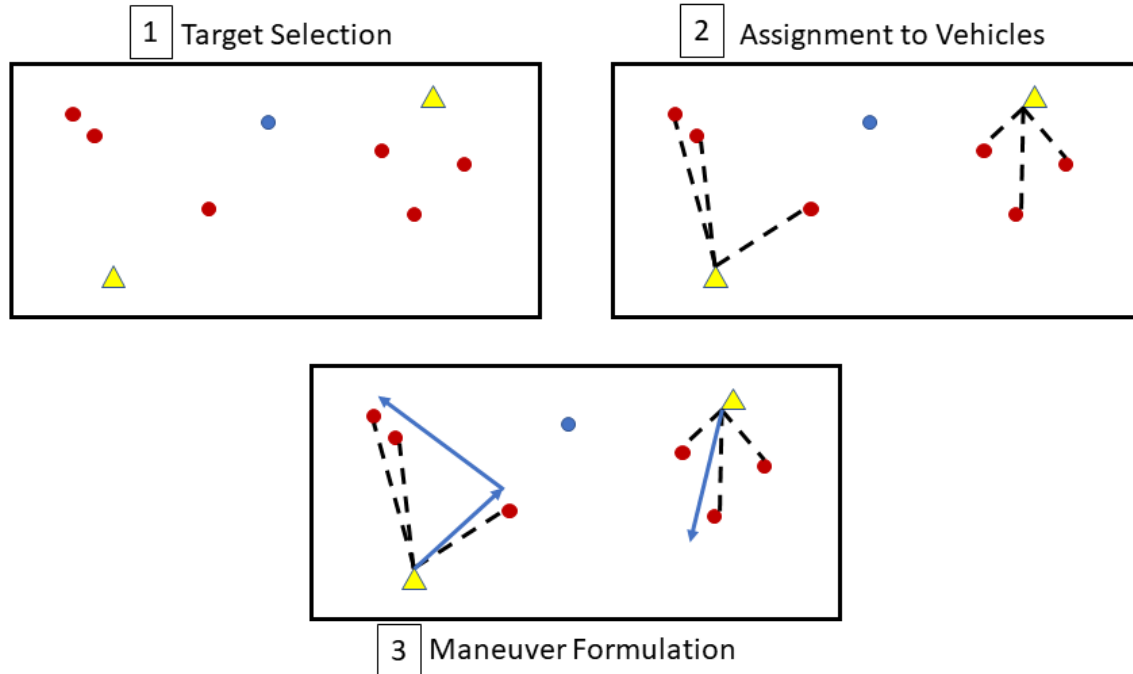 1 Target Selection
2 Assignment to Vehicles
3 Maneuver Formulation